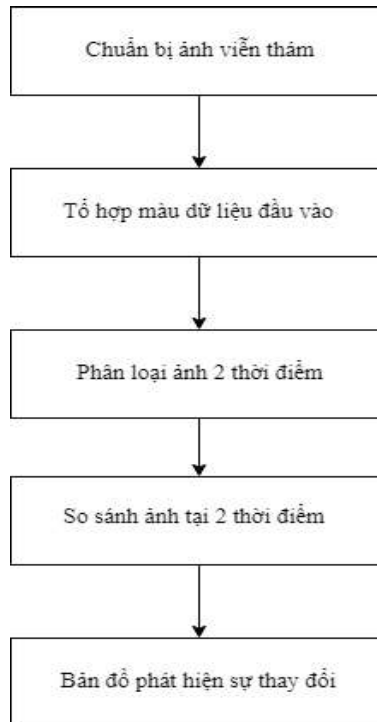 Chuẩn bị ảnh viễn thám
Tổ hợp màu dữ liệu đầu vào
Phân loại ảnh 2 thời điểm
So sánh ảnh tại 2 thời điểm
Bản đồ phát hiện sự thay đổi